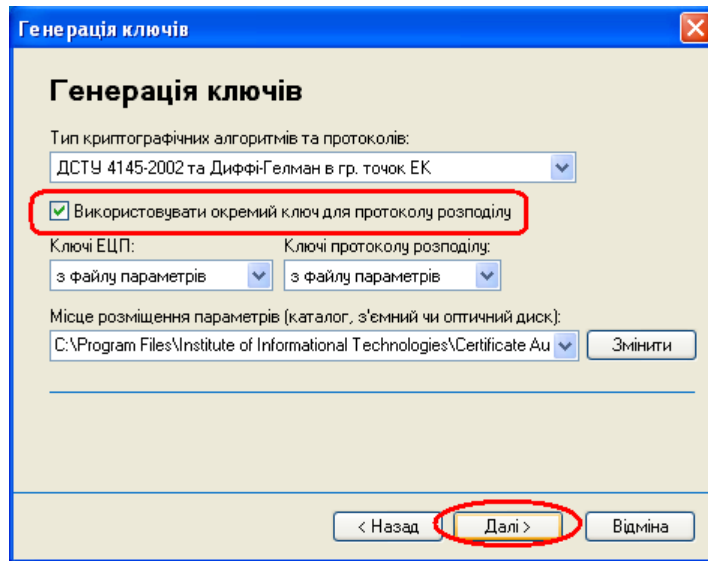 Генерація ключів
Генерація ключів
Тип криптографічних алгоритмів та протоколів:
ДСТУ 4145-2002 та Диффі-Гелман в гр. точок ЕК
Використовувати окремий ключ для протоколу розподілу
Ключі ЕЦП: Ключі протоколу розподілу:
з файлу параметрів з файлу параметрів
Місце розміщення параметрів (каталог, з'ємний чи оптичний диск):
C:\Program Files\Institute of Informational Technologies\Certificate Au Змінити
< Назад Далі > Відміна